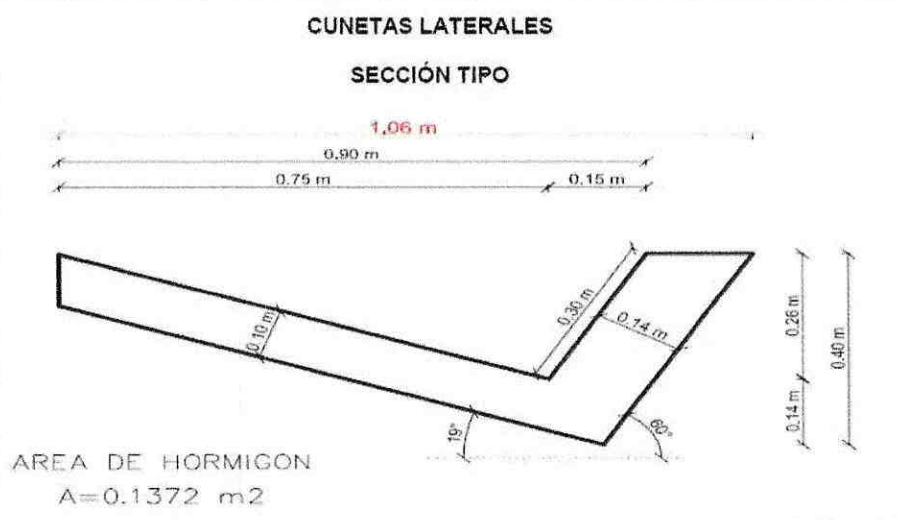 CUNETAS LATERALES
SECCIÓN TIPO
1,06 m
0.90 m
0.75 m
0.15 m
0.10 m
0.30 m
0.14 m
0.26 m
0.40 m
0.14 m
19°
60°
AREA DE HORMIGON
A=0.1372 m2